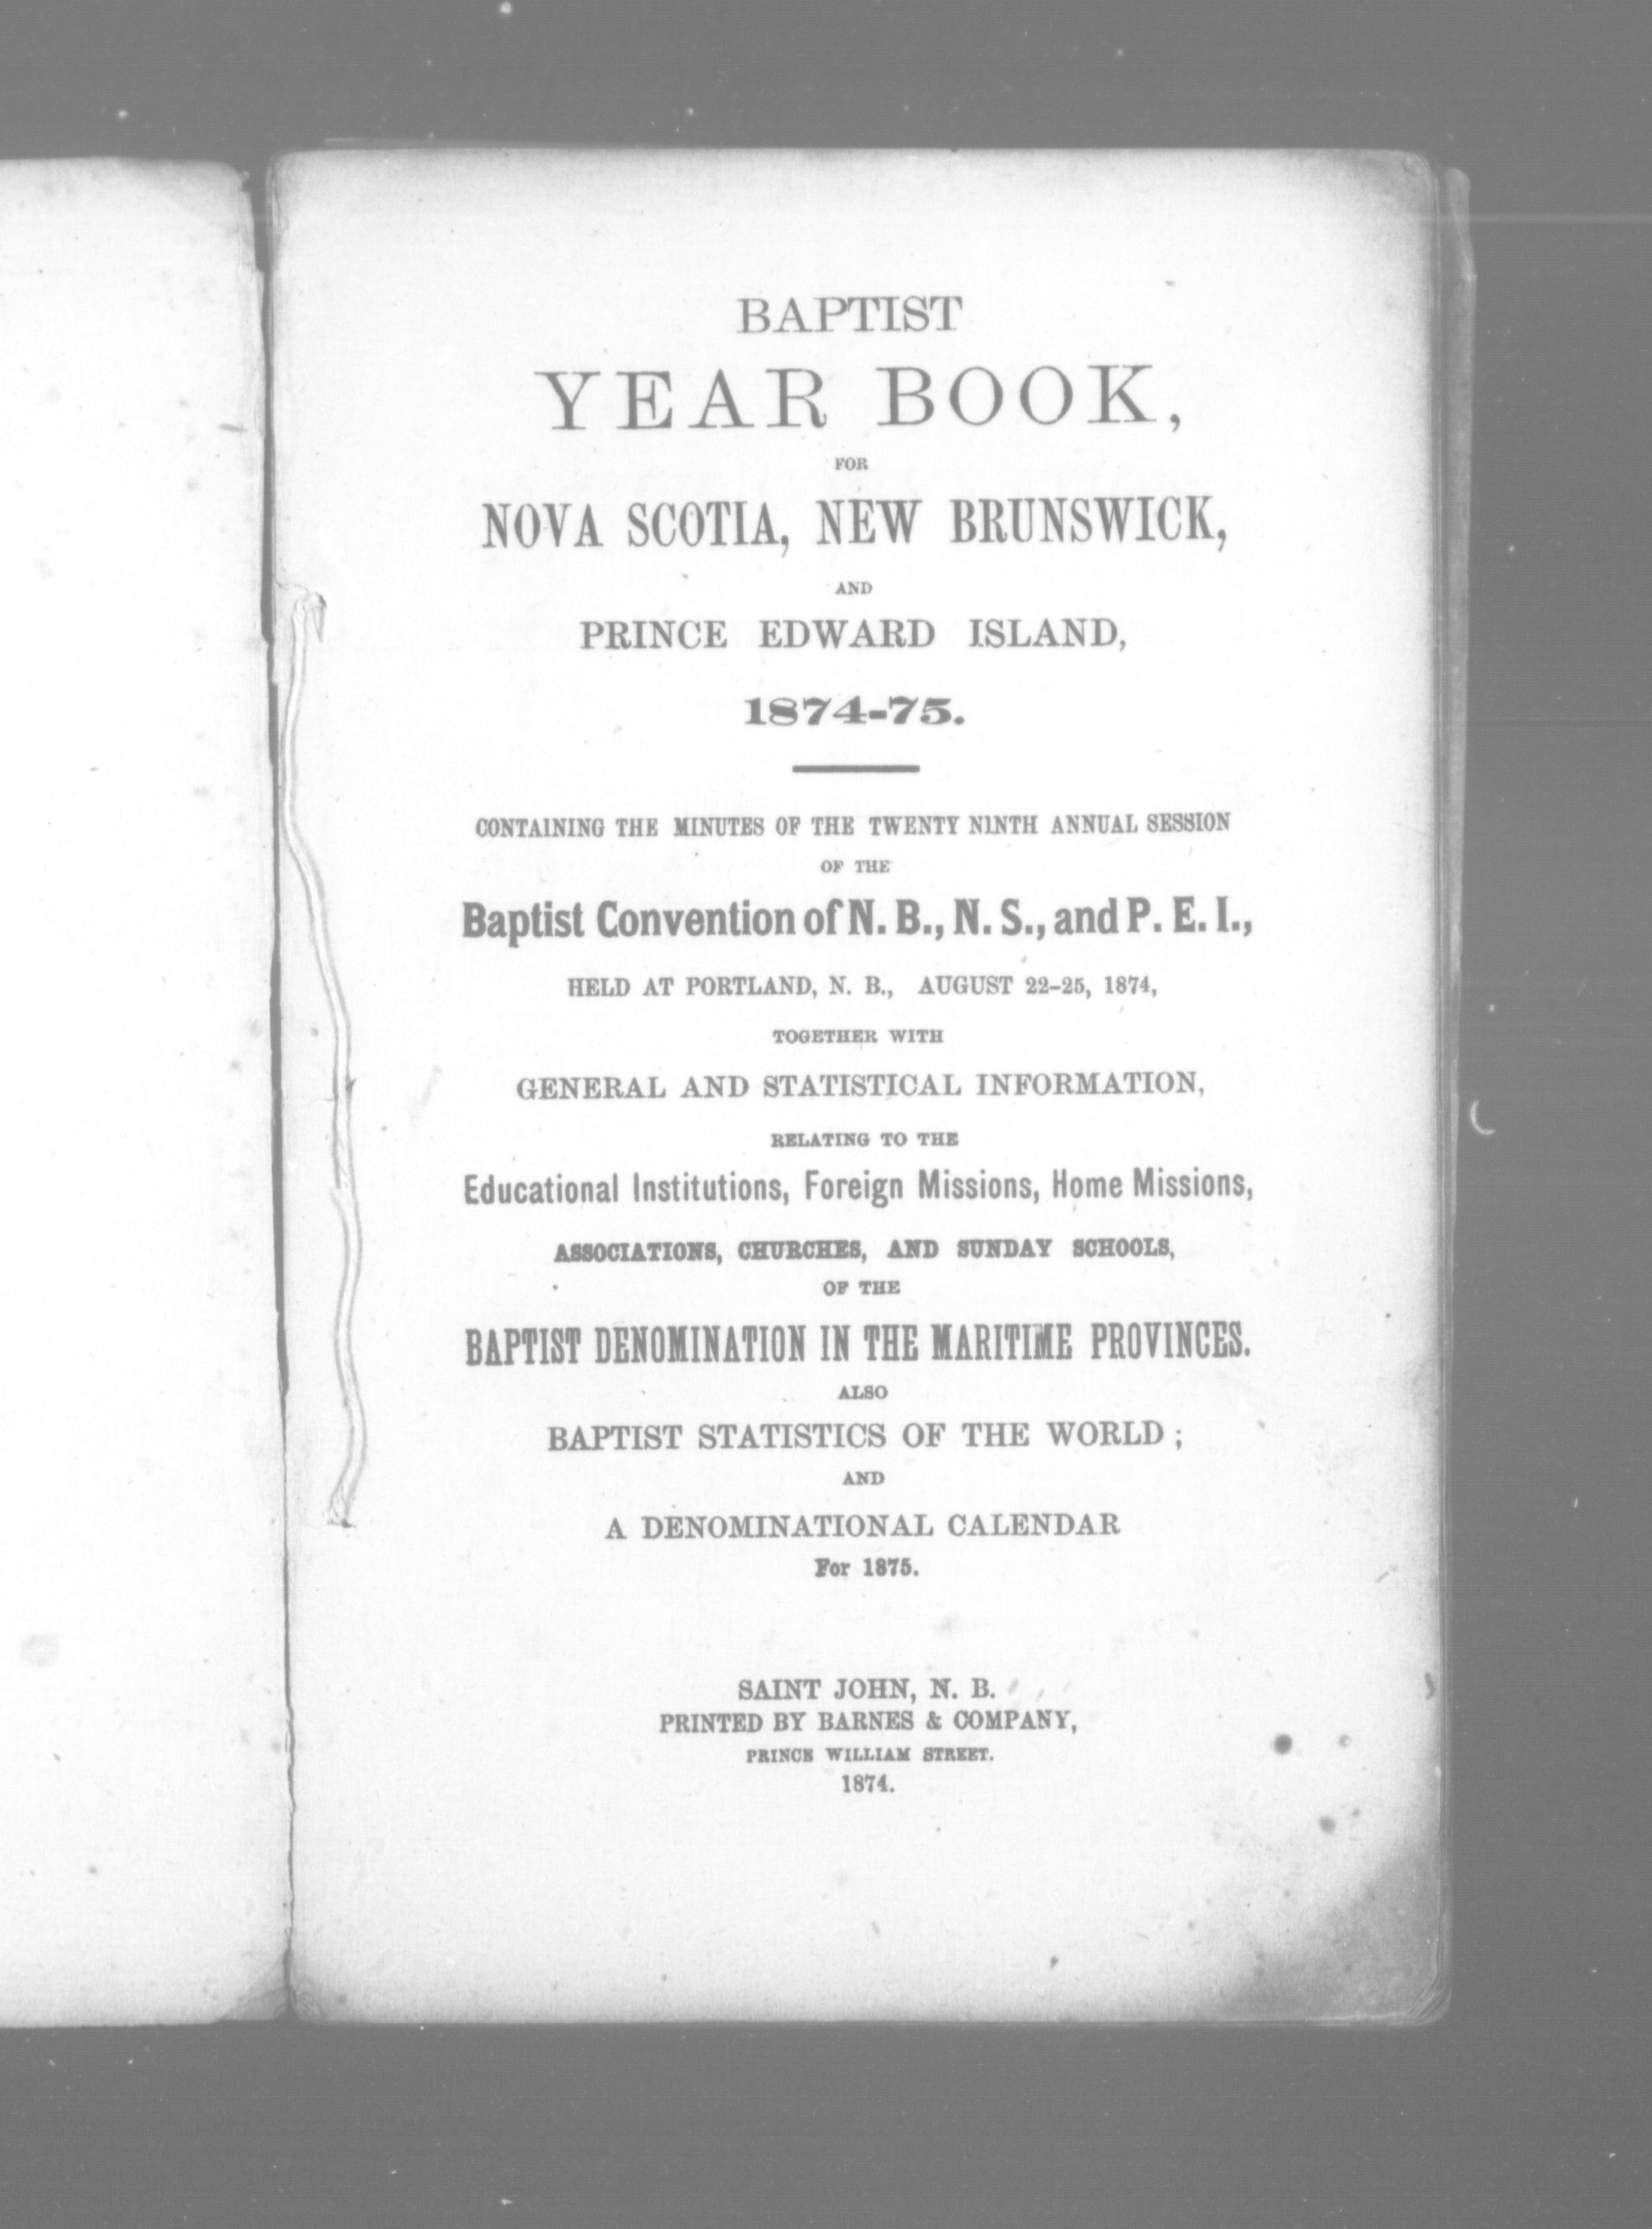 BAPTIST
YEAR BOOK,
FOR
NOVA SCOTIA, NEW BRUNSWICK,
AND
PRINCE EDWARD ISLAND,
1874-75.
CONTAINING THE MINUTES OF THE TWENTY NINTH ANNUAL SESSION
OF THE
Baptist Convention of N. B., N. S., and P. E. I.,
HELD AT PORTLAND, N. B., AUGUST 22-25, 1874,
TOGETHER WITH
GENERAL AND STATISTICAL INFORMATION,
RELATING TO THE
Educational Institutions, Foreign Missions, Home Missions,
ASSOCIATIONS, CHURCHES, AND SUNDAY SCHOOLS,
OF THE
BAPTIST DENOMINATION IN THE MARITIME PROVINCES.
ALSO
BAPTIST STATISTICS OF THE WORLD ;
AND
A DENOMINATIONAL CALENDAR
For 1875.
SAINT JOHN, N. B.
PRINTED BY BARNES & COMPANY,
PRINCE WILLIAM STREET.
1874.